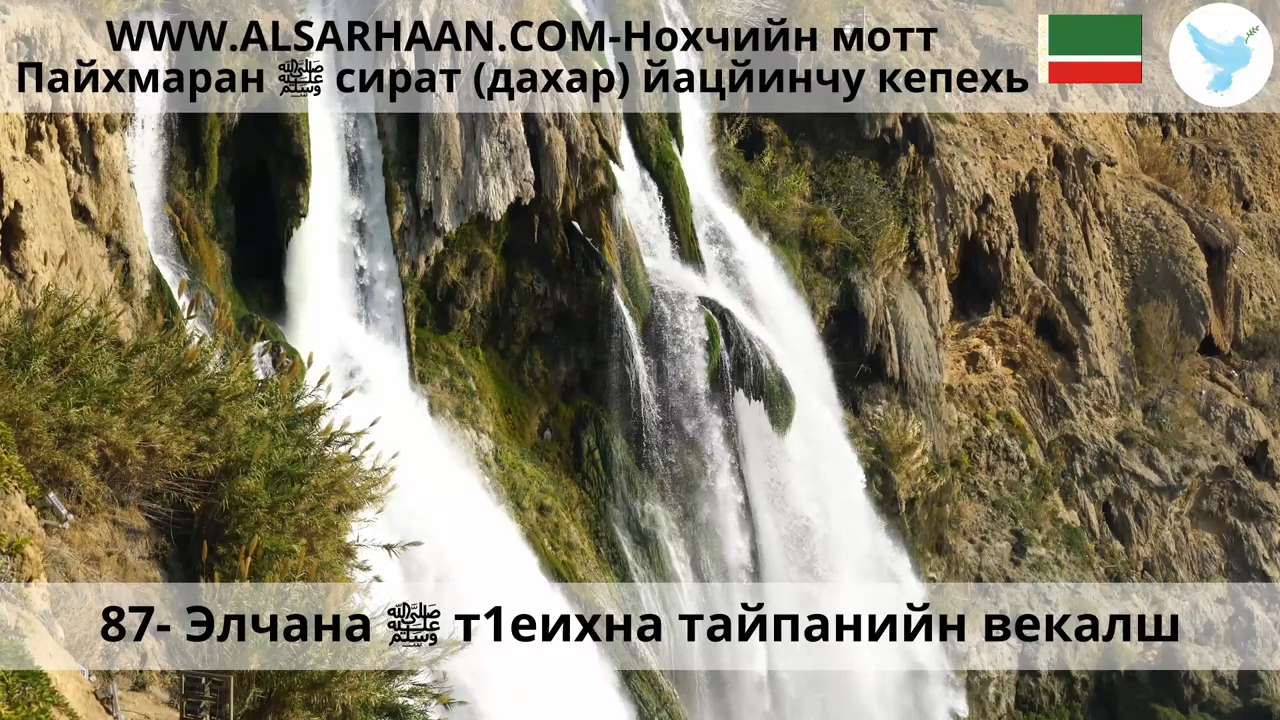 WWW.ALSARHAAN.COM-Нохчийн мотт
Пайхмаран ﷺ сират (дахар) йацйинчу кепехь
87- Элчана ﷺ т1еихна тайпанийн векалш